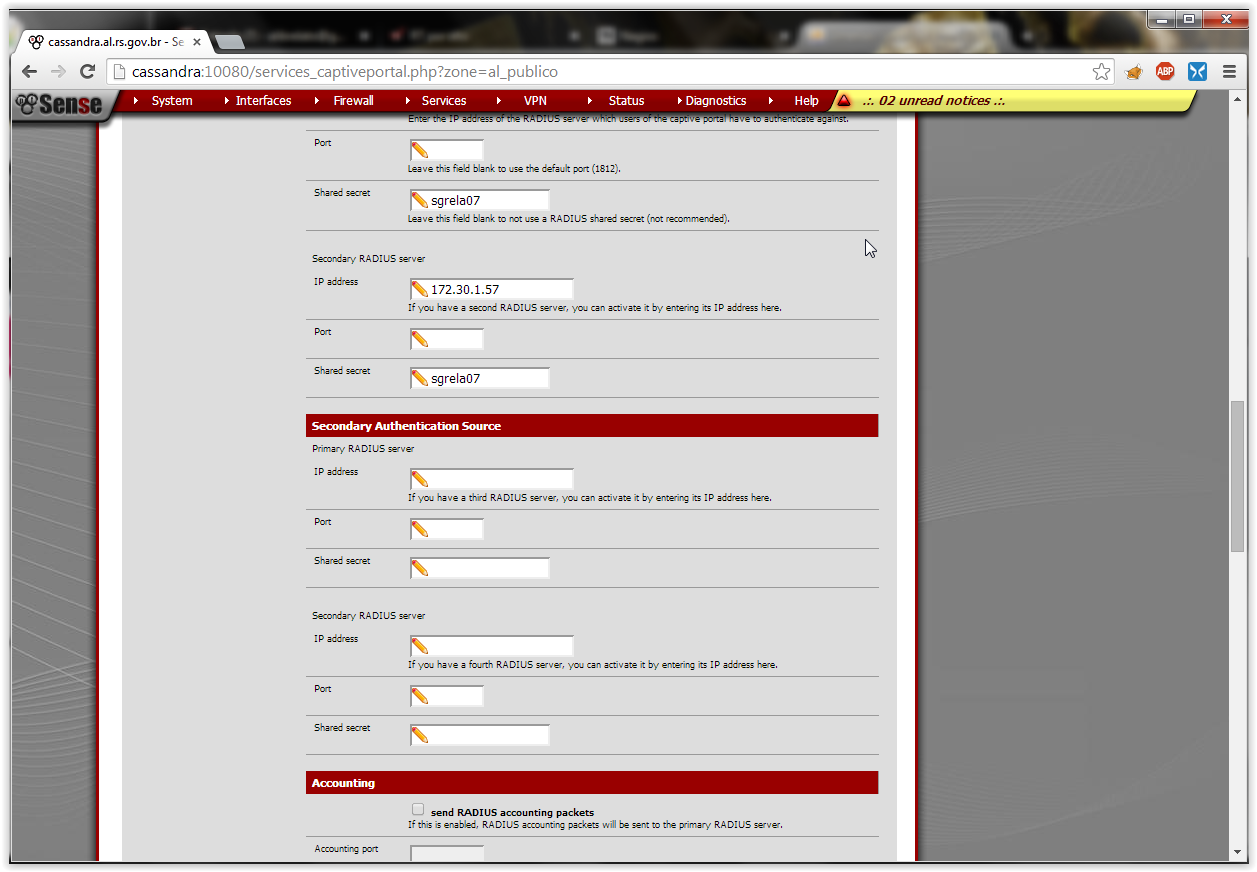 cassandra.al.rs.gov.br - Se
cassandra:10080/services_captiveportal.php?zone=al_publico
ABP
Sense
System
Interfaces
Firewall
Services
VPN
Status
Diagnostics
Help
.:. 02 unread notices .:.
Enter the IP address of the RADIUS server which users of the captive portal have to authenticate against.
Port
Leave this field blank to use the default port (1812).
Shared secret
sgrela07
Leave this field blank to not use a RADIUS shared secret (not recommended).
Secondary RADIUS server
IP address
172.30.1.57
If you have a second RADIUS server, you can activate it by entering its IP address here.
Port
Shared secret
sgrela07
Secondary Authentication Source
Primary RADIUS server
IP address
If you have a third RADIUS server, you can activate it by entering its IP address here.
Port
Shared secret
Secondary RADIUS server
IP address
If you have a fourth RADIUS server, you can activate it by entering its IP address here.
Port
Shared secret
Accounting
send RADIUS accounting packets
If this is enabled, RADIUS accounting packets will be sent to the primary RADIUS server.
Accounting port